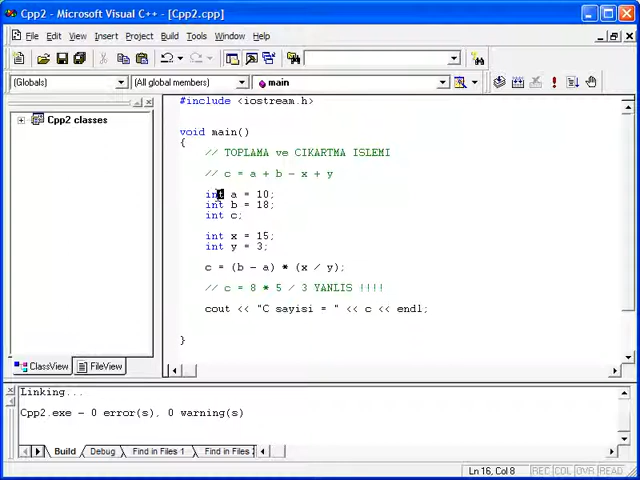 Cpp2 - Microsoft Visual C++ - [Cpp2.cpp]
File Edit View Insert Project Build Tools Window Help
(Globals) (All global members) main
Cpp2 classes
#include <iostream.h>
void main()
{
// TOPLAMA ve CIKARTMA ISLEMI
// c = a + b - x + y
int a = 10;
int b = 18;
int c;
int x = 15;
int y = 3;
c = (b - a) * (x / y);
// c = 8 * 5 / 3 YANLIS !!!!
cout << "C sayisi = " << c << endl;
}
ClassView FileView
Linking...
Cpp2.exe - 0 error(s), 0 warning(s)
Build Debug Find in Files 1 Find in Files
Ln 16, Col 8 REC COL OVR READ